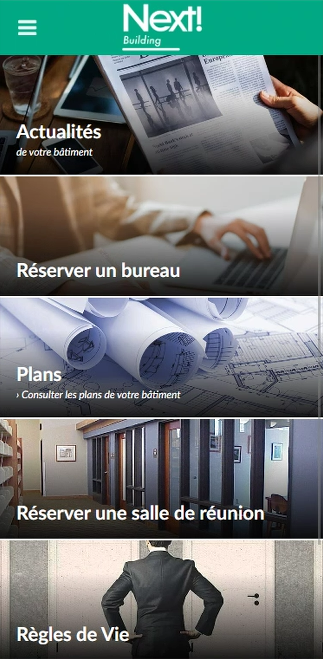 Next!
Building
Actualités
de votre bâtiment
Réserver un bureau
Plans
› Consulter les plans de votre bâtiment
Réserver une salle de réunion
Règles de Vie